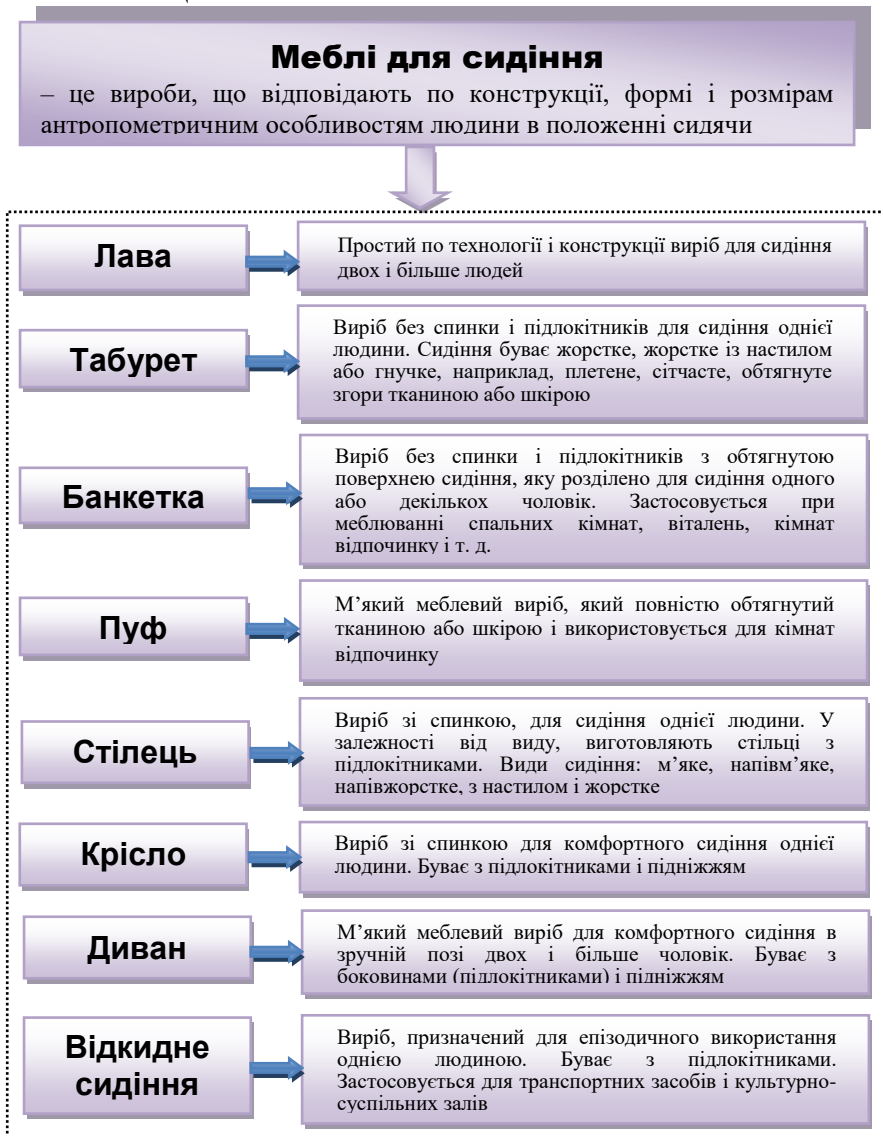 Меблі для сидіння
– це вироби, що відповідають по конструкції, формі і розмірам
антропометричним особливостям людини в положенні сидячи
Лава
Простий по технології і конструкції виріб для сидіння
двох і більше людей
Табурет
Виріб без спинки і підлокітників для сидіння однієї
людини. Сидіння буває жорстке, жорстке із настилом
або гнучке, наприклад, плетене, сітчасте, обтягнуте
згори тканиною або шкірою
Банкетка
Виріб без спинки і підлокітників з обтягнутою
поверхнею сидіння, яку розділено для сидіння одного
або декількох чоловік. Застосовується при
меблюванні спальних кімнат, віталень, кімнат
відпочинку і т. д.
Пуф
М’який меблевий виріб, який повністю обтягнутий
тканиною або шкірою і використовується для кімнат
відпочинку
Стілець
Виріб зі спинкою, для сидіння однієї людини. У
залежності від виду, виготовляють стільці з
підлокітниками. Види сидіння: м’яке, напівм’яке,
напівжорстке, з настилом і жорстке
Крісло
Виріб зі спинкою для комфортного сидіння однієї
людини. Буває з підлокітниками і підніжжям
Диван
М’який меблевий виріб для комфортного сидіння в
зручній позі двох і більше чоловік. Буває з
боковинами (підлокітниками) і підніжжям
Відкидне
сидіння
Виріб, призначений для епізодичного використання
однією людиною. Буває з підлокітниками.
Застосовується для транспортних засобів і культурно-
суспільних залів